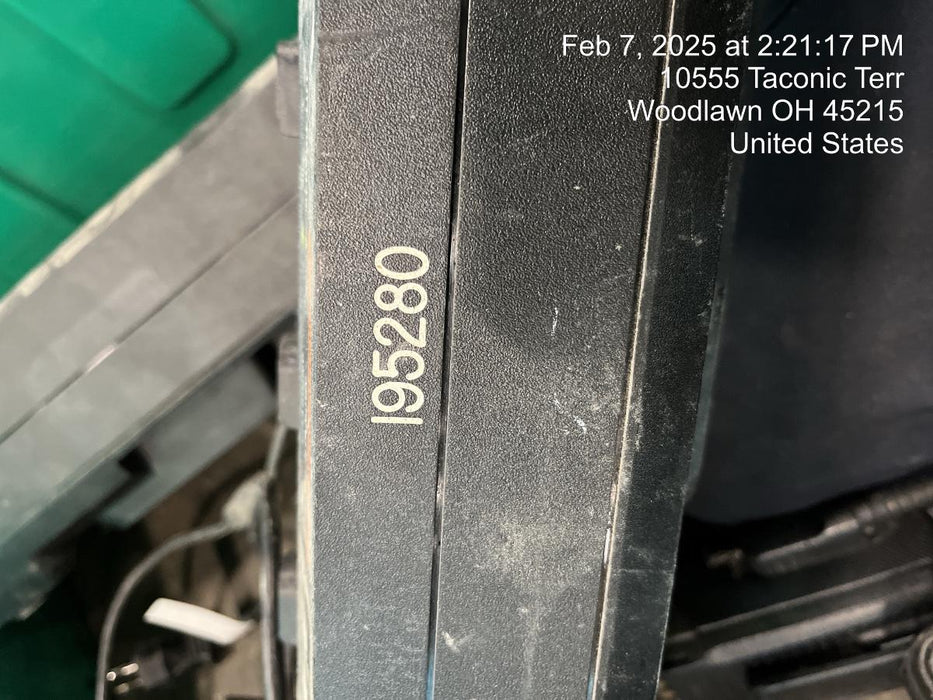 Feb 7, 2025 at 2:21:17 PM
10555 Taconic Terr
Woodlawn OH 45215
United States
I95280